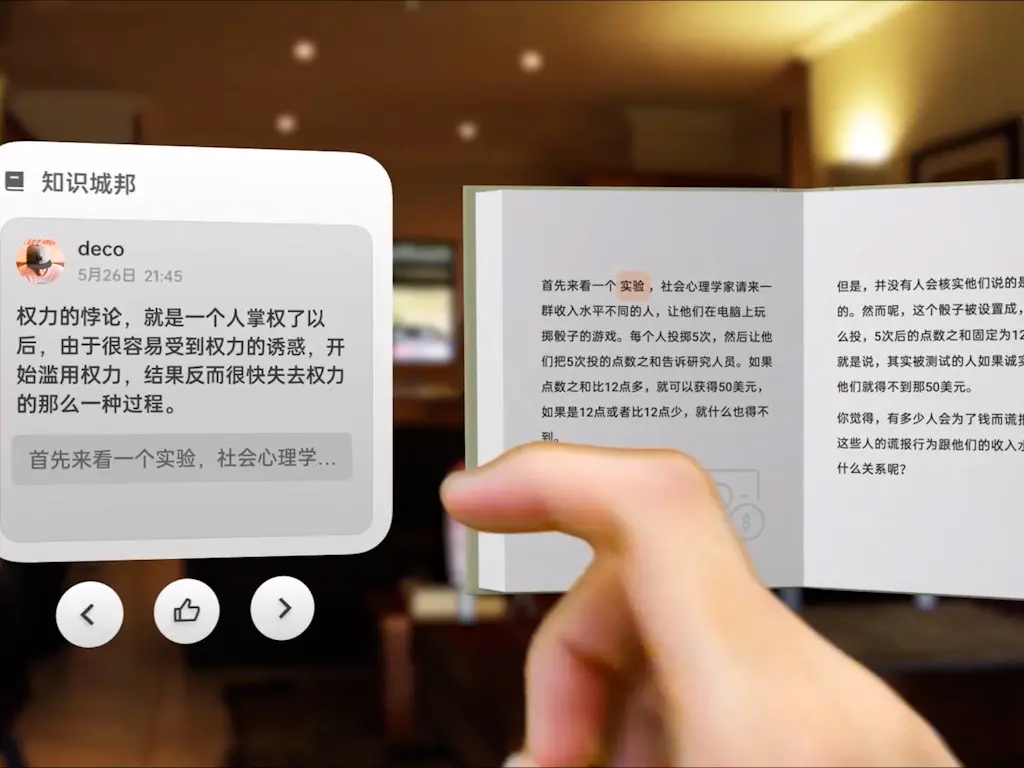 知识城邦
deco
5月26日 21:45
权力的悖论，就是一个人掌权了以
后，由于很容易受到权力的诱惑，开
始滥用权力，结果反而很快失去权力
的那么一种过程。
首先来看一个实验，社会心理学…
首先来看一个 实验 ，社会心理学家请来一
群收入水平不同的人，让他们在电脑上玩
掷骰子的游戏。每个人投掷5次，然后让他
们把5次投的点数之和告诉研究人员。如果
点数之和比12点多，就可以获得50美元，
如果是12点或者比12点少，就什么也得不
到。
$
但是，并没有人会核实他们说的是
的。然而呢，这个骰子被设置成，
么投，5次后的点数之和固定为12
就是说，其实被测试的人如果诚实
他们就得不到那50美元。
你觉得，有多少人会为了钱而谎报
这些人的谎报行为跟他们的收入水
什么关系呢？